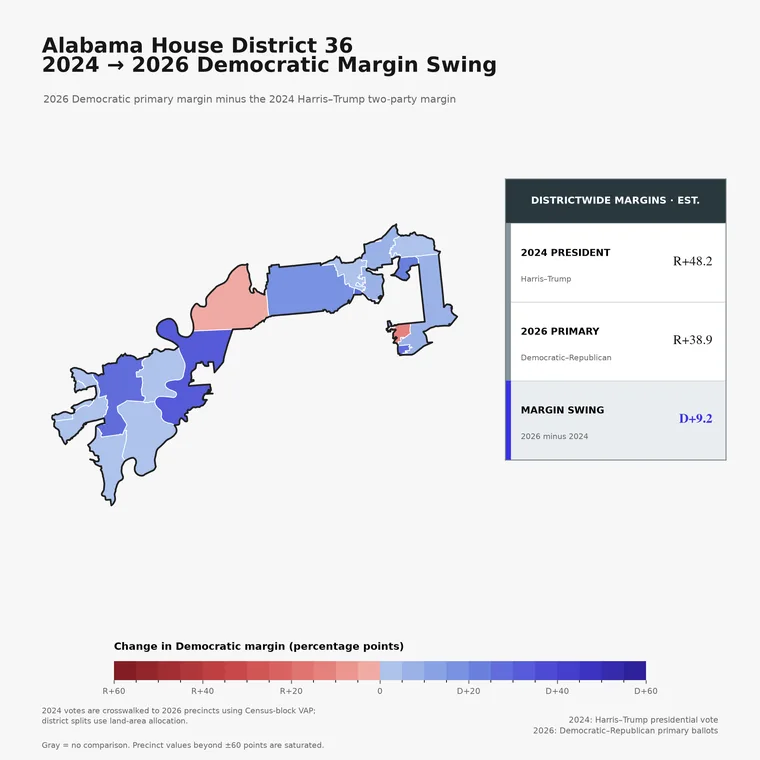 Alabama House District 36
2024 → 2026 Democratic Margin Swing
2026 Democratic primary margin minus the 2024 Harris–Trump two-party margin
DISTRICTWIDE MARGINS · EST.
2024 PRESIDENT
R+48.2
Harris–Trump
2026 PRIMARY
R+38.9
Democratic–Republican
MARGIN SWING
D+9.2
2026 minus 2024
Change in Democratic margin (percentage points)
R+60 R+40 R+20 0 D+20 D+40 D+60
2024 votes are crosswalked to 2026 precincts using Census-block VAP;
district splits use land-area allocation.
2024: Harris–Trump presidential vote
2026: Democratic–Republican primary ballots
Gray = no comparison. Precinct values beyond ±60 points are saturated.